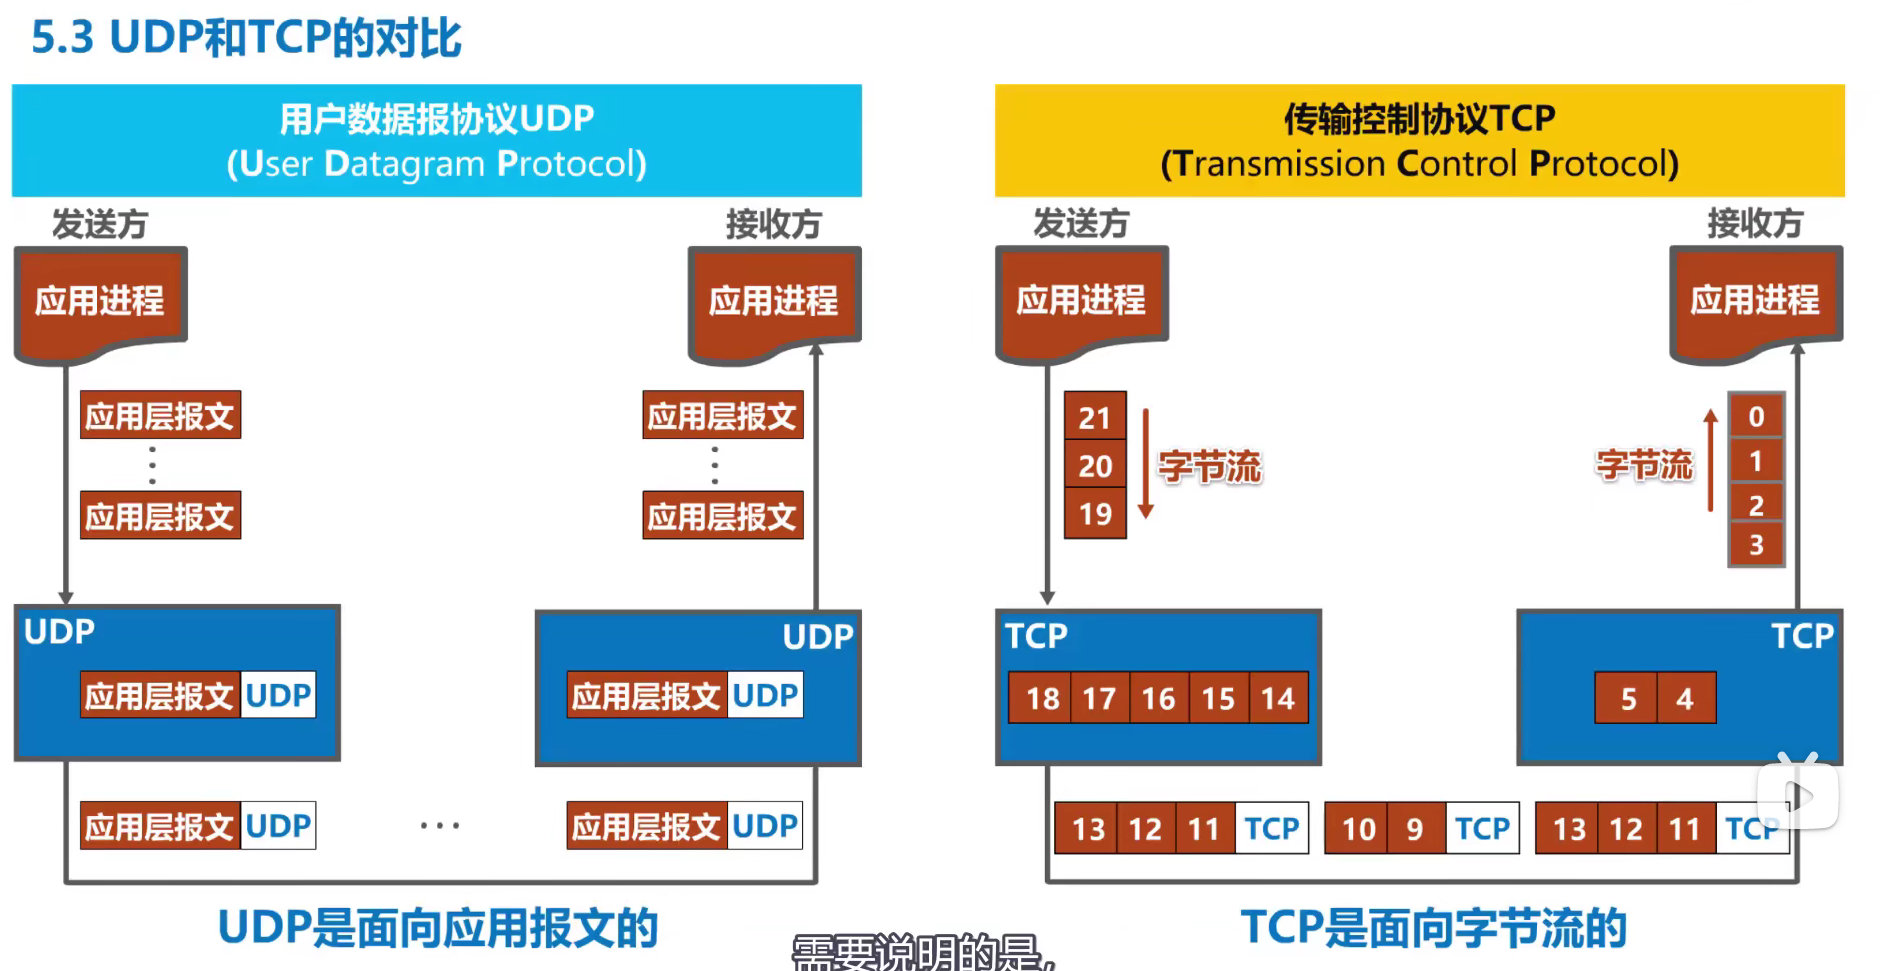 5.3 UDP和TCP的对比
用户数据报协议UDP
(User Datagram Protocol)
发送方
接收方
应用进程
应用进程
应用层报文
应用层报文
应用层报文
应用层报文
UDP
UDP
应用层报文 UDP
应用层报文 UDP
应用层报文 UDP
...
应用层报文 UDP
UDP是面向应用报文的
传输控制协议TCP
(Transmission Control Protocol)
发送方
接收方
应用进程
应用进程
21
20
19
字节流
字节流
0
1
2
3
TCP
TCP
18 17 16 15 14
5 4
13 12 11 TCP
10 9 TCP
13 12 11 TCP
TCP是面向字节流的
需要说明的是,